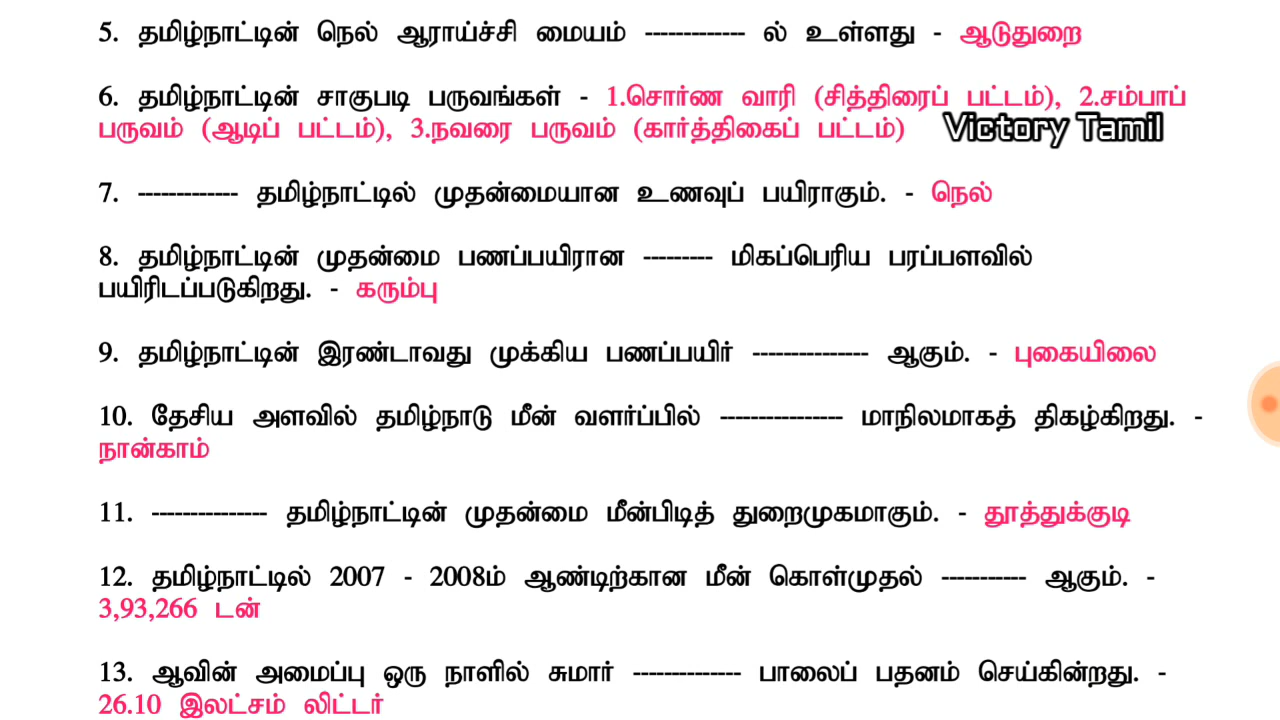 5. தமிழ்நாட்டின் நெல் ஆராய்ச்சி மையம் ------------- ல் உள்ளது - ஆடுதுறை
6. தமிழ்நாட்டின் சாகுபடி பருவங்கள் - 1.சொர்ண வாரி (சித்திரைப் பட்டம்), 2.சம்பாப்
பருவம் (ஆடிப் பட்டம்), 3.நவரை பருவம் (கார்த்திகைப் பட்டம்)
Victory Tamil
7. ------------- தமிழ்நாட்டில் முதன்மையான உணவுப் பயிராகும். - நெல்
8. தமிழ்நாட்டின் முதன்மை பணப்பயிரான --------- மிகப்பெரிய பரப்பளவில்
பயிரிடப்படுகிறது. - கரும்பு
9. தமிழ்நாட்டின் இரண்டாவது முக்கிய பணப்பயிர் --------------- ஆகும். - புகையிலை
10. தேசிய அளவில் தமிழ்நாடு மீன் வளர்ப்பில் ---------------- மாநிலமாகத் திகழ்கிறது. -
நான்காம்
11. --------------- தமிழ்நாட்டின் முதன்மை மீன்பிடித் துறைமுகமாகும். - தூத்துக்குடி
12. தமிழ்நாட்டில் 2007 - 2008ம் ஆண்டிற்கான மீன் கொள்முதல் ----------- ஆகும். -
3,93,266 டன்
13. ஆவின் அமைப்பு ஒரு நாளில் சுமார் -------------- பாலைப் பதனம் செய்கின்றது. -
26.10 இலட்சம் லிட்டர்